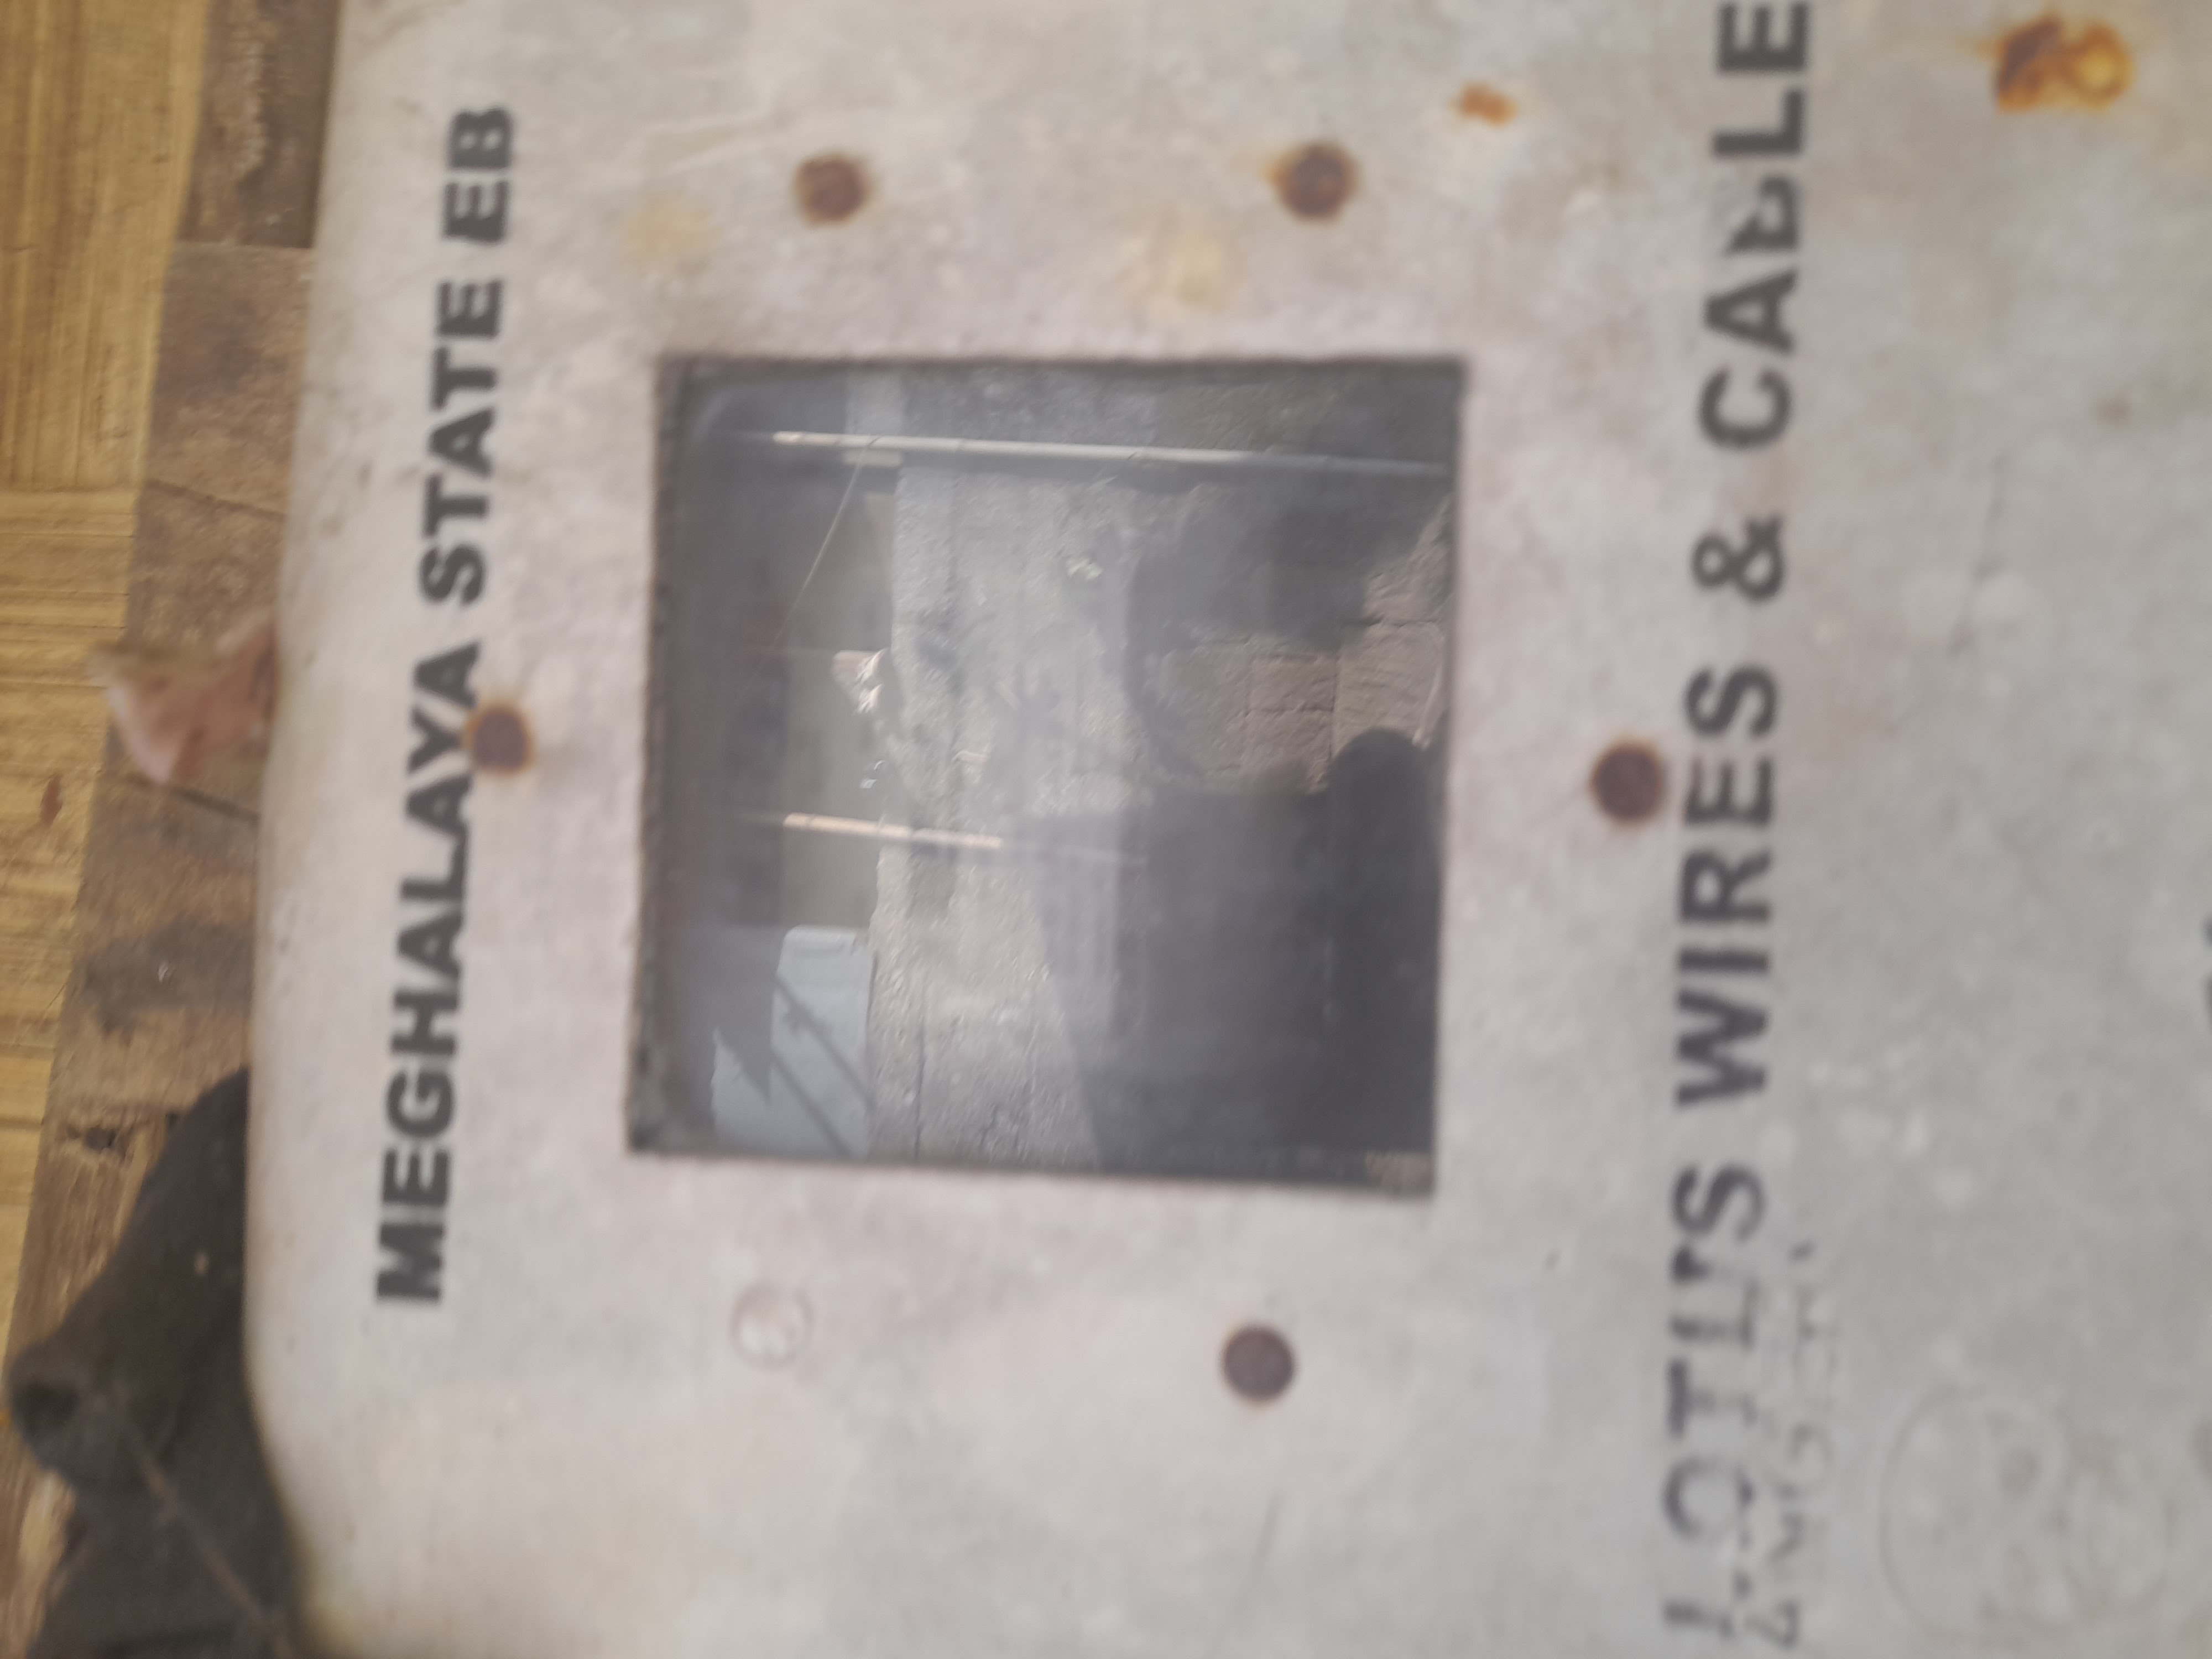 MEGHALAYA STATE EB
LOTUS WIRES & CABLE